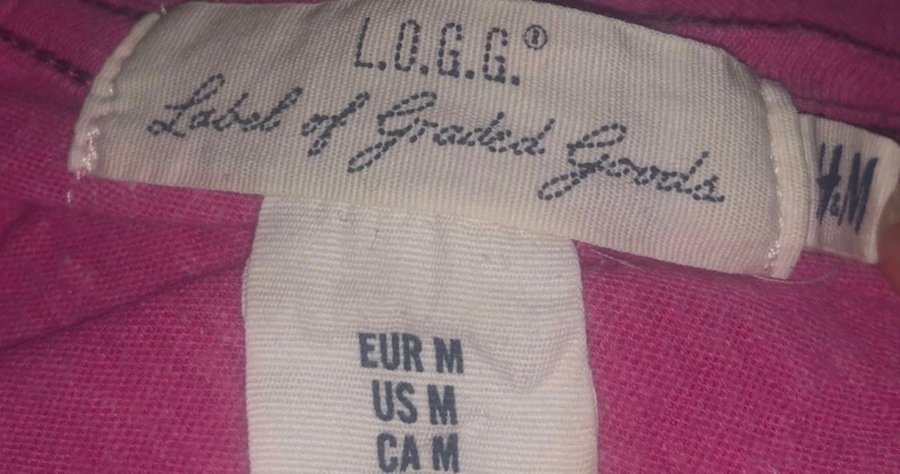 L.O.G.G.®
Label of Graded Goods
H&M
EUR M
US M
CA M